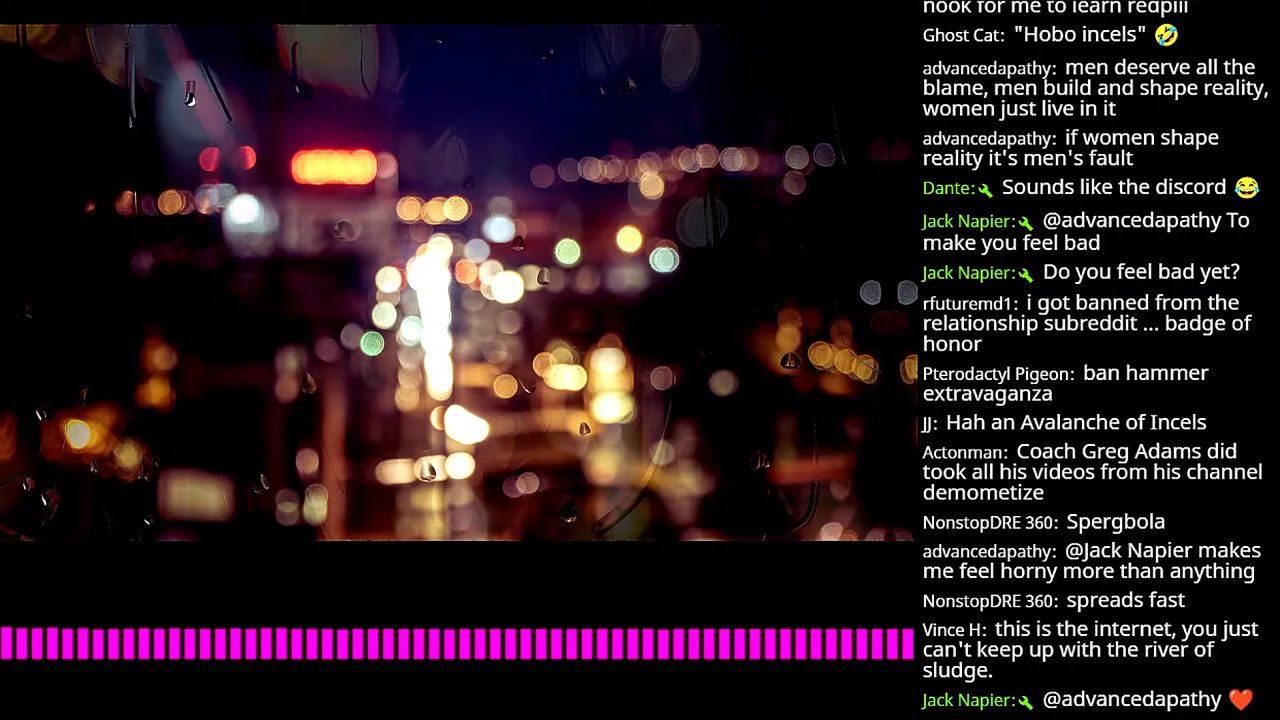 nook for me to learn redpill
Ghost Cat: "Hobo incels" 🤣
advancedapathy: men deserve all the
blame, men build and shape reality,
women just live in it
advancedapathy: if women shape
reality it's men's fault
Dante:🔧 Sounds like the discord 😂
Jack Napier:🔧 @advancedapathy To
make you feel bad
Jack Napier:🔧 Do you feel bad yet?
rfuturemd1: i got banned from the
relationship subreddit ... badge of
honor
Pterodactyl Pigeon: ban hammer
extravaganza
JJ: Hah an Avalanche of Incels
Actonman: Coach Greg Adams did
took all his videos from his channel
demometize
NonstopDRE 360: Spergbola
advancedapathy: @Jack Napier makes
me feel horny more than anything
NonstopDRE 360: spreads fast
Vince H: this is the internet, you just
can't keep up with the river of
sludge.
Jack Napier:🔧 @advancedapathy ❤️